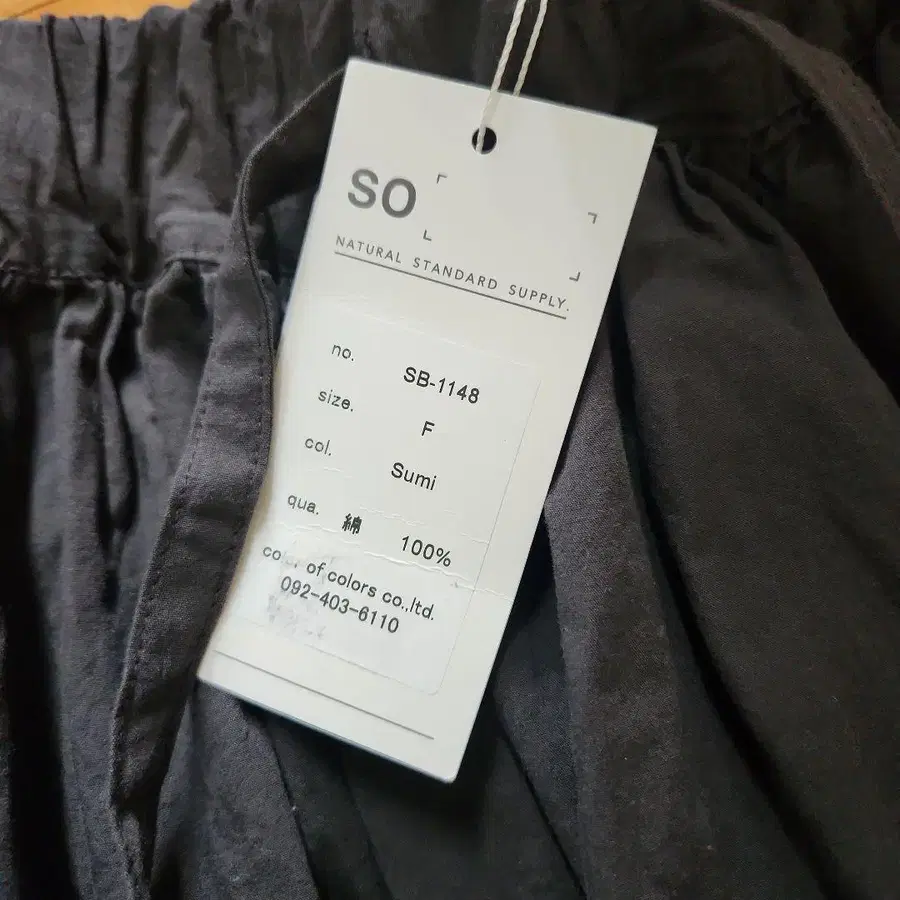 SO
NATURAL STANDARD SUPPLY.
no. SB-1148
size. F
col. Sumi
qua. 綿 100%
color of colors co.,ltd.
092-403-6110